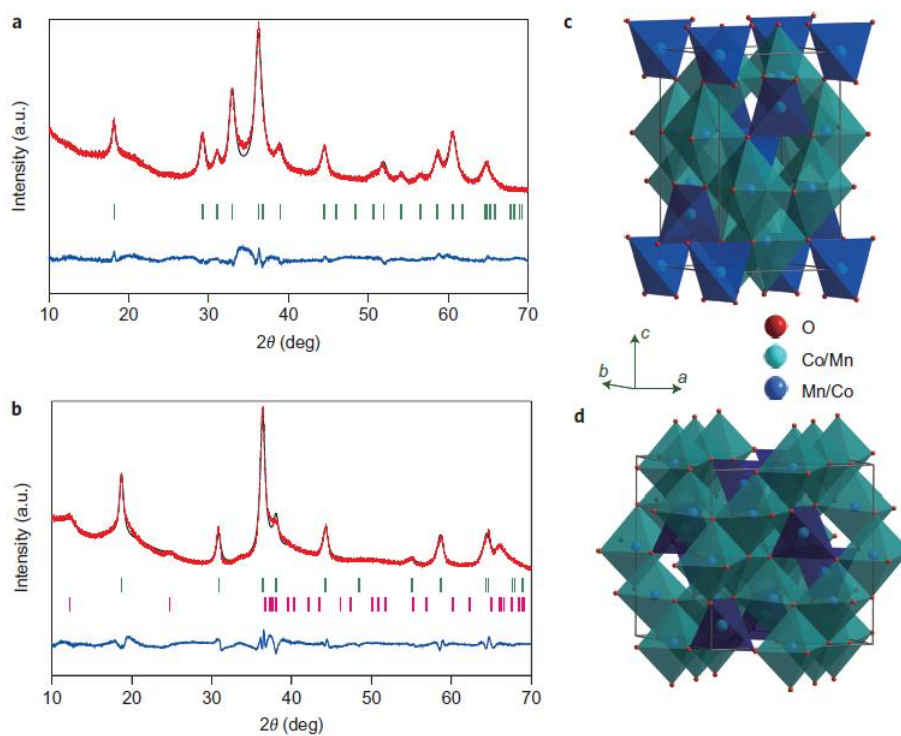 a
Intensity (a.u.)
10 20 30 40 50 60 70
2θ (deg)
b
Intensity (a.u.)
10 20 30 40 50 60 70
2θ (deg)
c
O
Co/Mn
Mn/Co
c
b
a
d